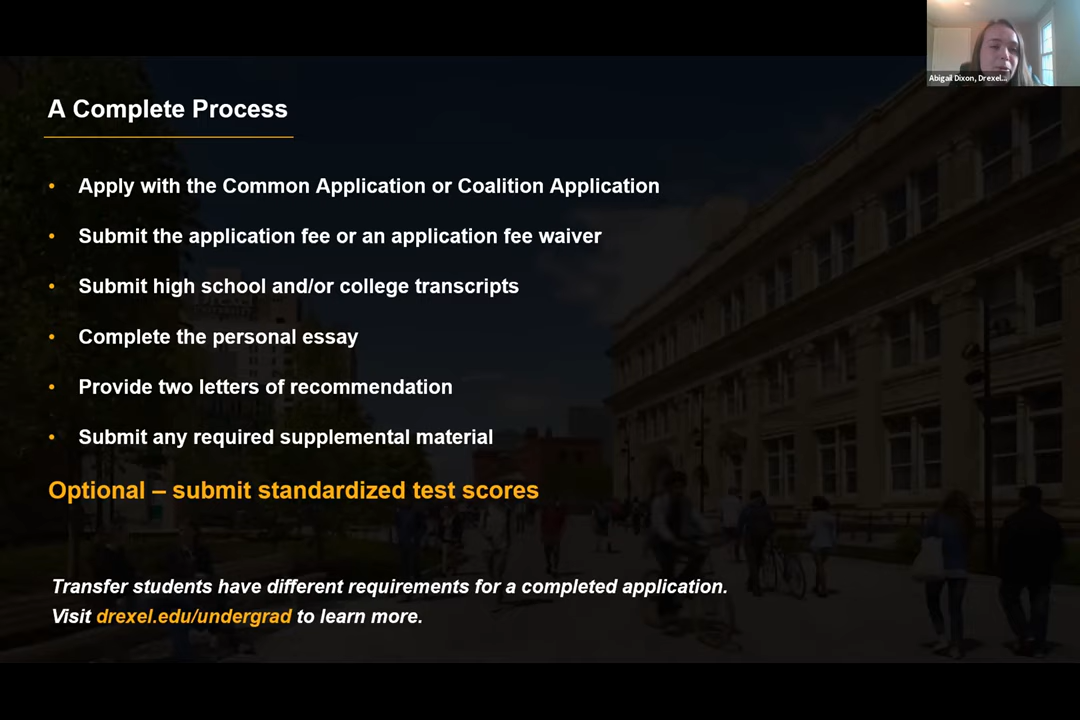 Abigail Dixon, Drexel...
A Complete Process
• Apply with the Common Application or Coalition Application
• Submit the application fee or an application fee waiver
• Submit high school and/or college transcripts
• Complete the personal essay
• Provide two letters of recommendation
• Submit any required supplemental material
Optional – submit standardized test scores
Transfer students have different requirements for a completed application.
Visit drexel.edu/undergrad to learn more.